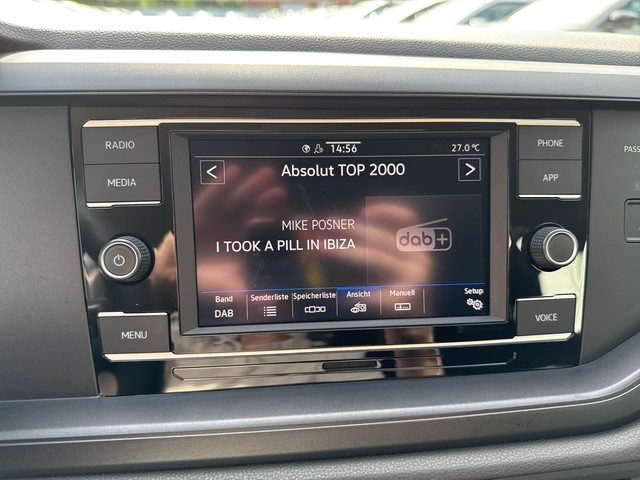 RADIO
MEDIA
MENU
14:56
27.0 °C
<
Absolut TOP 2000
>
MIKE POSNER
I TOOK A PILL IN IBIZA
dab+
Band
DAB
Senderliste
Speicherliste
Ansicht
Manuell
Setup
PHONE
APP
VOICE
PASS